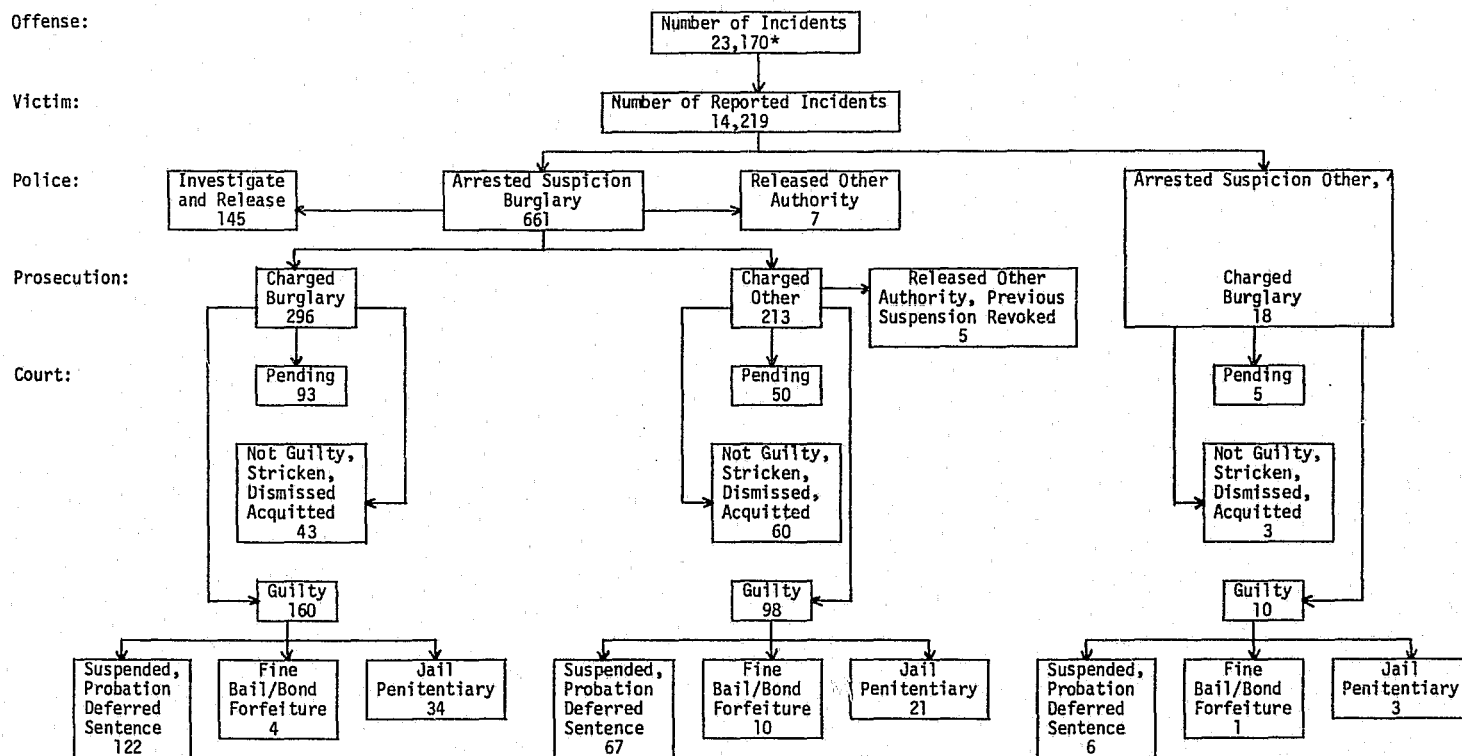 Offense:
Number of Incidents
23,170*
Victim:
Number of Reported Incidents
14,219
Police:
Investigate
and Release
145
Arrested Suspicion
Burglary
661
Released Other
Authority
7
Arrested Suspicion Other,
Prosecution:
Charged
Burglary
296
Charged
Other
213
Released Other
Authority, Previous
Suspension Revoked
5
Charged
Burglary
18
Court:
Pending
93
Pending
50
Pending
5
Not Guilty,
Stricken,
Dismissed
Acquitted
43
Not Guilty,
Stricken,
Dismissed,
Acquitted
60
Not Guilty,
Stricken,
Dismissed,
Acquitted
3
Guilty
160
Guilty
98
Guilty
10
Suspended,
Probation
Deferred
Sentence
122
Fine
Bail/Bond
Forfeiture
4
Jail
Penitentiary
34
Suspended,
Probation
Deferred
Sentence
67
Fine
Bail/Bond
Forfeiture
10
Jail
Penitentiary
21
Suspended,
Probation
Deferred
Sentence
6
Fine
Bail/Bond
Forfeiture
1
Jail
Penitentiary
3